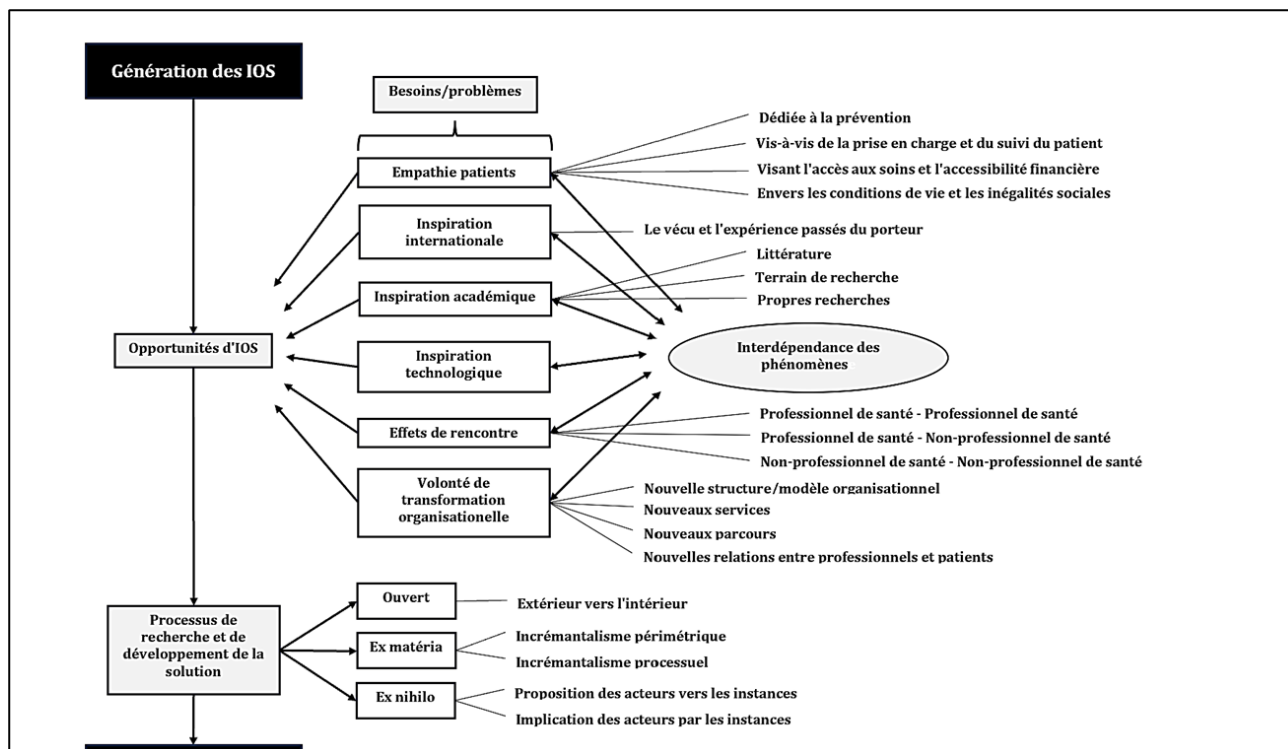 Génération des IOS
Besoins/problèmes
Empathie patients
Dédiée à la prévention
Vis-à-vis de la prise en charge et du suivi du patient
Visant l'accès aux soins et l'accessibilité financière
Envers les conditions de vie et les inégalités sociales
Inspiration
internationale
Le vécu et l'expérience passés du porteur
Inspiration académique
Littérature
Terrain de recherche
Propres recherches
Opportunités d'IOS
Inspiration
technologique
Interdépendance des
phénomènes
Effets de rencontre
Professionnel de santé - Professionnel de santé
Professionnel de santé - Non-professionnel de santé
Non-professionnel de santé - Non-professionnel de santé
Volonté de
transformation
organisationelle
Nouvelle structure/modèle organisationnel
Nouveaux services
Nouveaux parcours
Nouvelles relations entre professionnels et patients
Processus de
recherche et de
développement de la
solution
Ouvert
Extérieur vers l'intérieur
Ex matéria
Incrémantalisme périmétrique
Incrémantalisme processuel
Ex nihilo
Proposition des acteurs vers les instances
Implication des acteurs par les instances